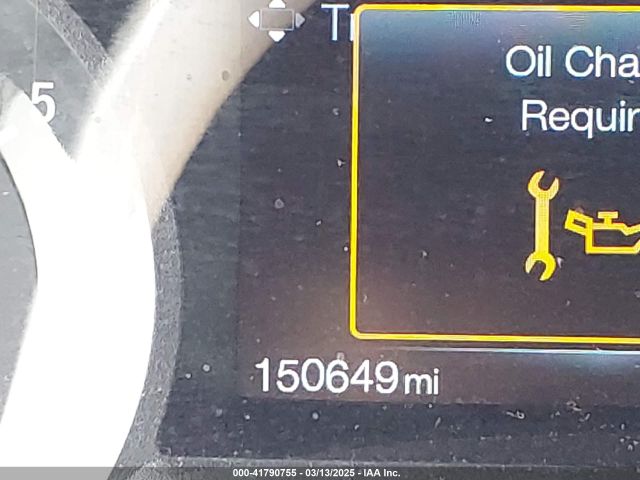 5
Oil Cha
Requir
150649 mi
000-41790755 - 03/13/2025 - IAA Inc.